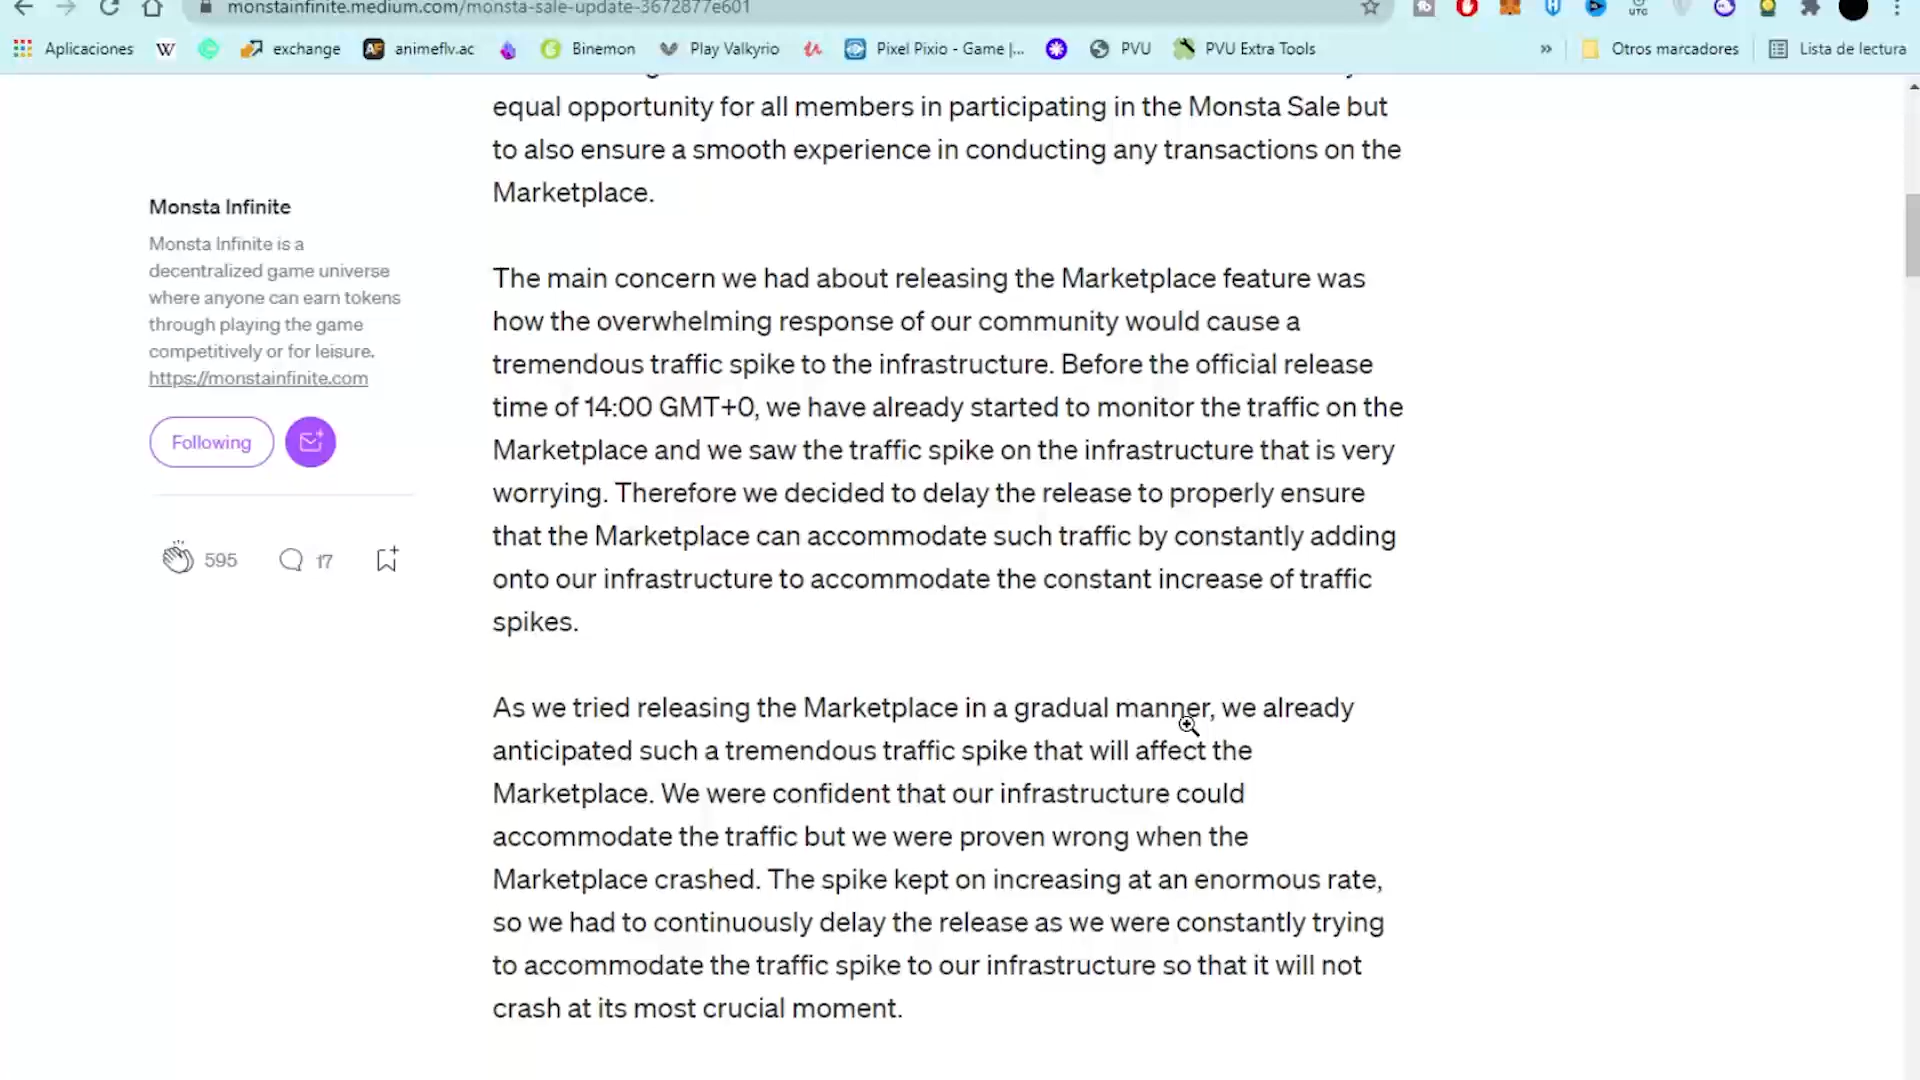 monstainfinite.medium.com/monsta-sale-update-3672877e601
UTC
Aplicaciones W exchange AF animeflv.ac Binemon Play Valkyrio Pixel Pixio - Game |... PVU PVU Extra Tools » Otros marcadores Lista de lectura
equal opportunity for all members in participating in the Monsta Sale but
to also ensure a smooth experience in conducting any transactions on the
Marketplace.
Monsta Infinite
Monsta Infinite is a
decentralized game universe
where anyone can earn tokens
through playing the game
competitively or for leisure.
https://monstainfinite.com
Following
595 17
The main concern we had about releasing the Marketplace feature was
how the overwhelming response of our community would cause a
tremendous traffic spike to the infrastructure. Before the official release
time of 14:00 GMT+0, we have already started to monitor the traffic on the
Marketplace and we saw the traffic spike on the infrastructure that is very
worrying. Therefore we decided to delay the release to properly ensure
that the Marketplace can accommodate such traffic by constantly adding
onto our infrastructure to accommodate the constant increase of traffic
spikes.
As we tried releasing the Marketplace in a gradual manner, we already
anticipated such a tremendous traffic spike that will affect the
Marketplace. We were confident that our infrastructure could
accommodate the traffic but we were proven wrong when the
Marketplace crashed. The spike kept on increasing at an enormous rate,
so we had to continuously delay the release as we were constantly trying
to accommodate the traffic spike to our infrastructure so that it will not
crash at its most crucial moment.